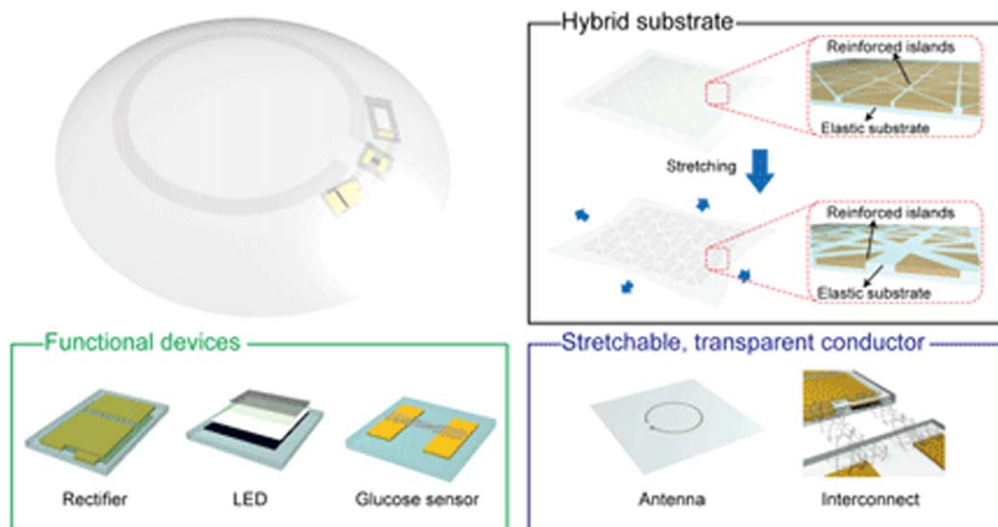 Hybrid substrate
Reinforced islands
Elastic substrate
Stretching
Reinforced islands
Elastic substrate
Functional devices
Rectifier
LED
Glucose sensor
Stretchable, transparent conductor
Antenna
Interconnect